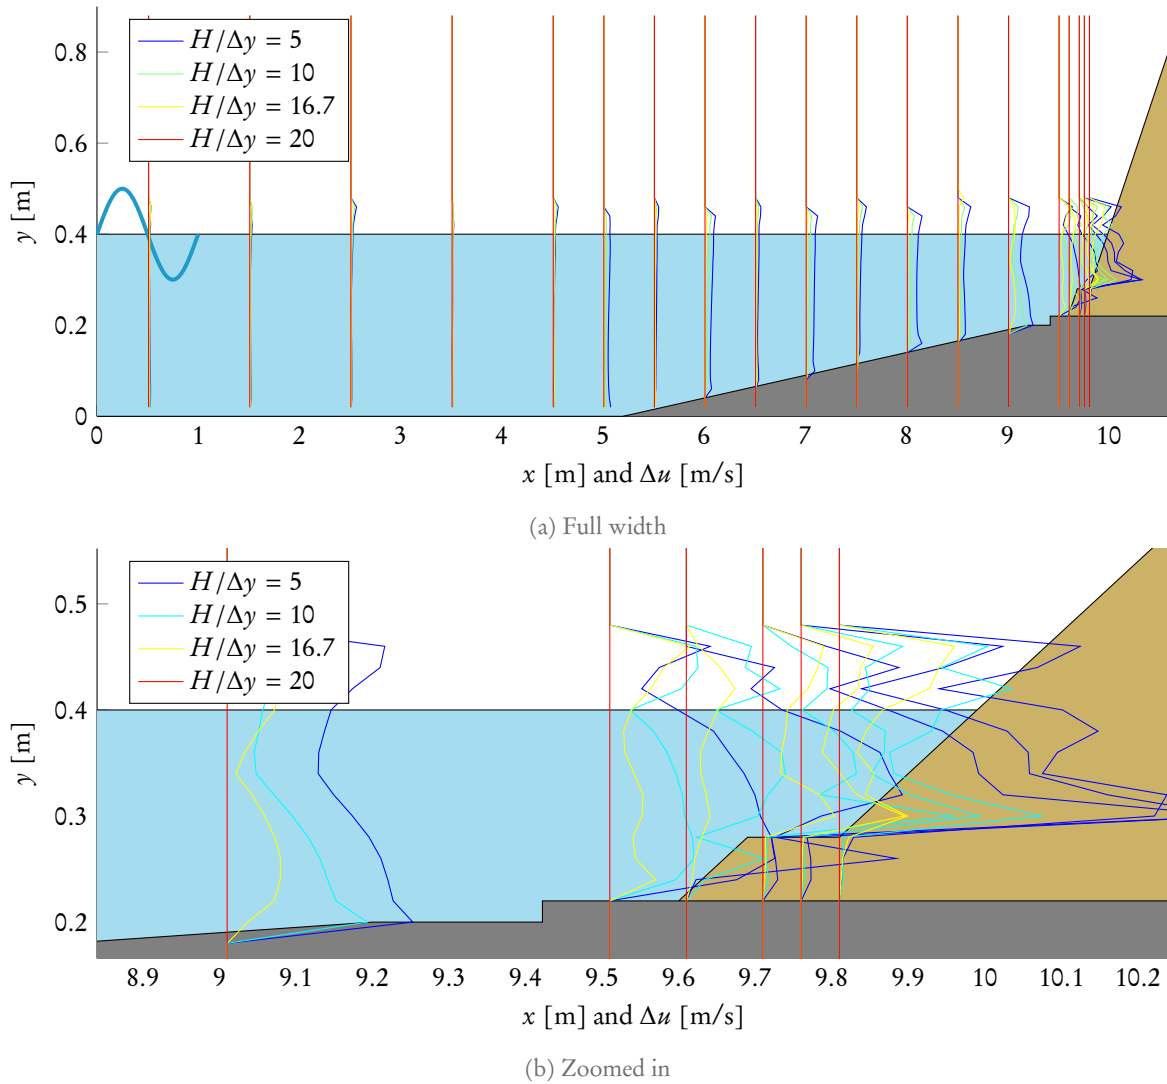 H/Δy = 5
H/Δy = 10
H/Δy = 16.7
H/Δy = 20
0.8
0.6
0.4
0.2
0
y [m]
0 1 2 3 4 5 6 7 8 9 10
x [m] and Δu [m/s]
(a) Full width
H/Δy = 5
H/Δy = 10
H/Δy = 16.7
H/Δy = 20
0.5
0.4
0.3
0.2
y [m]
8.9 9 9.1 9.2 9.3 9.4 9.5 9.6 9.7 9.8 9.9 10 10.1 10.2
x [m] and Δu [m/s]
(b) Zoomed in